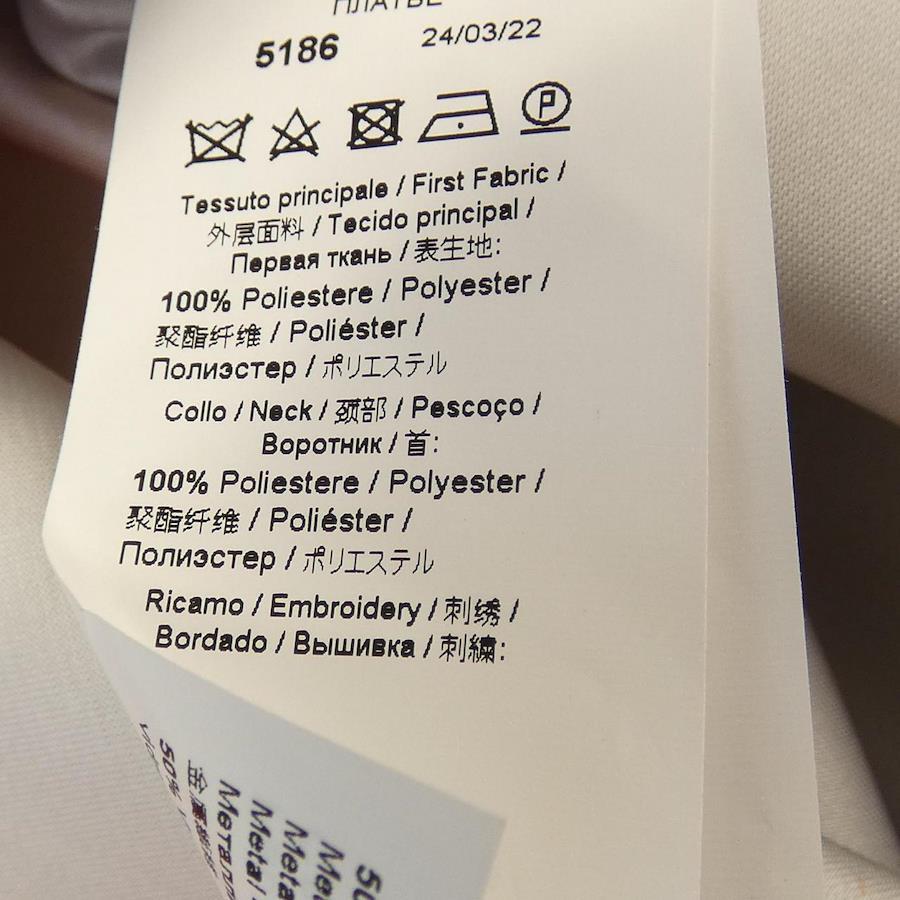 ПЛАТЬЕ
5186 24/03/22
P
Tessuto principale / First Fabric /
外层面料 / Tecido principal /
Первая ткань / 表生地:
100% Poliestere / Polyester /
聚酯纤维 / Poliéster /
Полиэстер / ポリエステル
Collo / Neck / 颈部 / Pescoço /
Воротник / 首:
100% Poliestere / Polyester /
聚酯纤维 / Poliéster /
Полиэстер / ポリエステル
Ricamo / Embroidery / 刺绣 /
Bordado / Вышивка / 刺繍:
50%